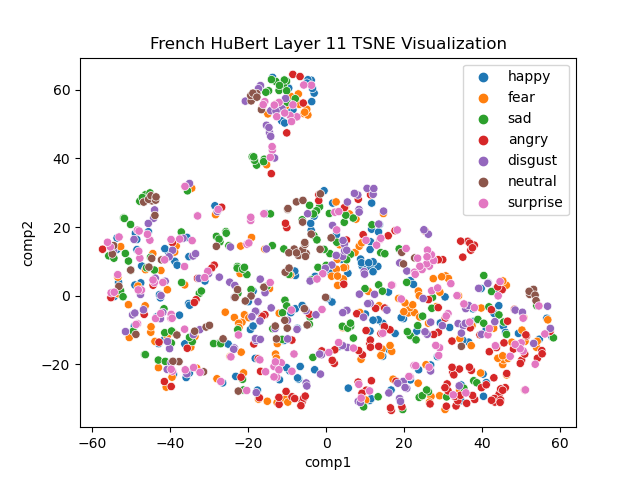 French HuBert Layer 11 TSNE Visualization
happy
fear
sad
angry
disgust
neutral
surprise
60
40
20
0
−20
comp2
−60 −40 −20 0 20 40 60
comp1